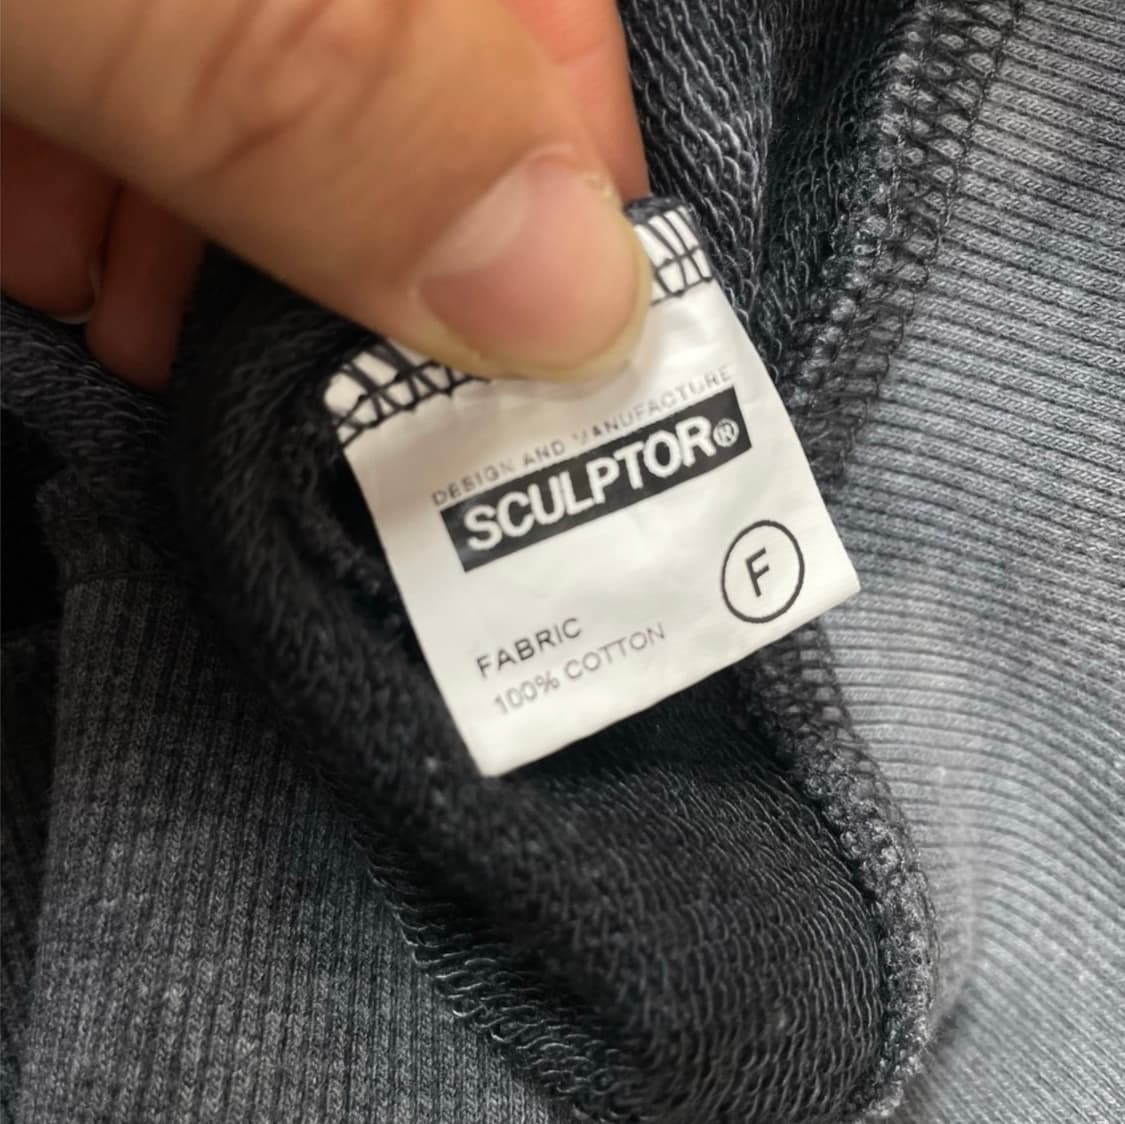 DESIGN AND MANUFACTURE
SCULPTOR®
F
FABRIC
100% COTTON